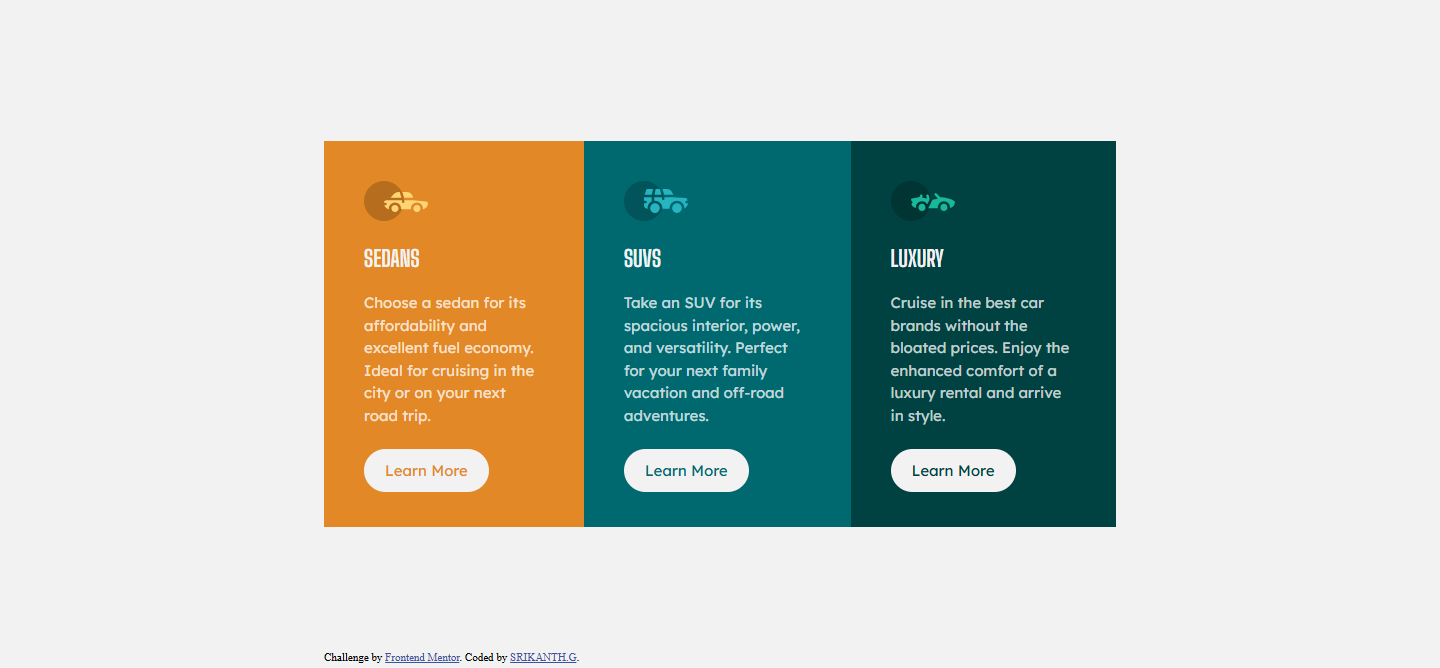 SEDANS
Choose a sedan for its
affordability and
excellent fuel economy.
Ideal for cruising in the
city or on your next
road trip.
Learn More
SUVS
Take an SUV for its
spacious interior, power,
and versatility. Perfect
for your next family
vacation and off-road
adventures.
Learn More
LUXURY
Cruise in the best car
brands without the
bloated prices. Enjoy the
enhanced comfort of a
luxury rental and arrive
in style.
Learn More
Challenge by Frontend Mentor. Coded by SRIKANTH.G.